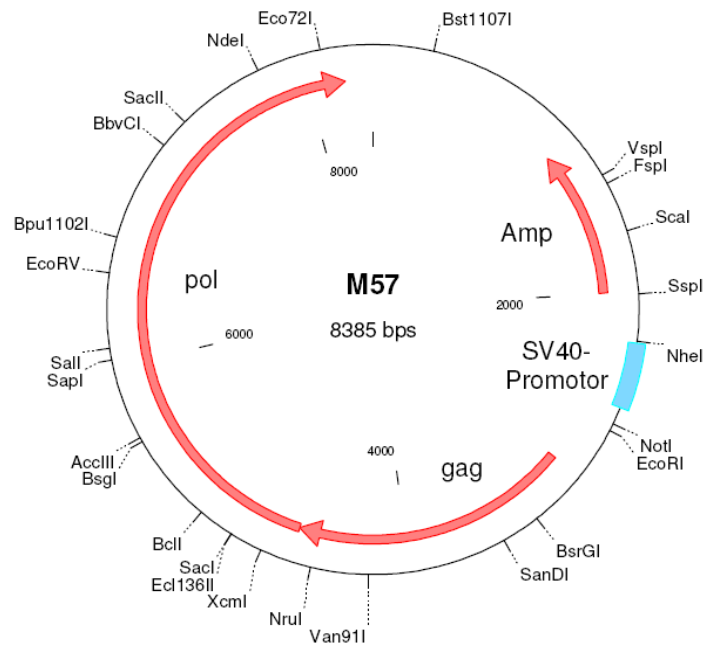 Eco72I
Bst1107I
NdeI
SacII
BbvCI
VspI
FspI
8000
ScaI
Bpu1102I
Amp
EcoRV
pol
M57
SspI
2000
8385 bps
6000
SV40-
Promotor
NheI
SalI
SapI
NotI
EcoRI
4000
gag
AccIII
BsgI
BclI
BsrGI
SacI
SanDI
Ecl136II
XcmI
NruI
Van91I